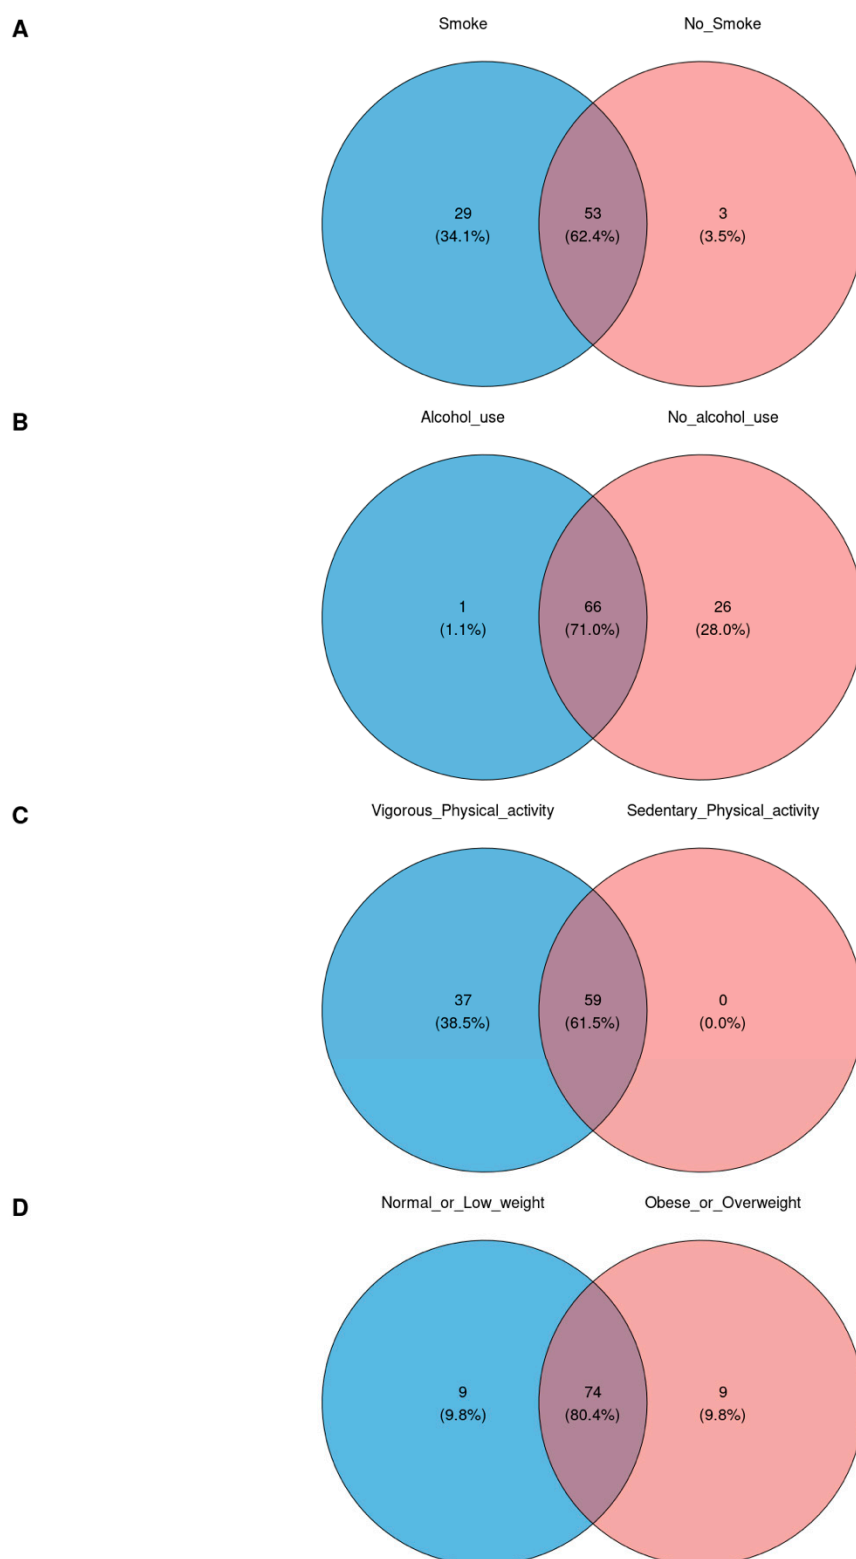 A
Smoke No_Smoke
29 53 3
(34.1%) (62.4%) (3.5%)
B
Alcohol_use No_alcohol_use
1 66 26
(1.1%) (71.0%) (28.0%)
C
Vigorous_Physical_activity Sedentary_Physical_activity
37 59 0
(38.5%) (61.5%) (0.0%)
D
Normal_or_Low_weight Obese_or_Overweight
9 74 9
(9.8%) (80.4%) (9.8%)